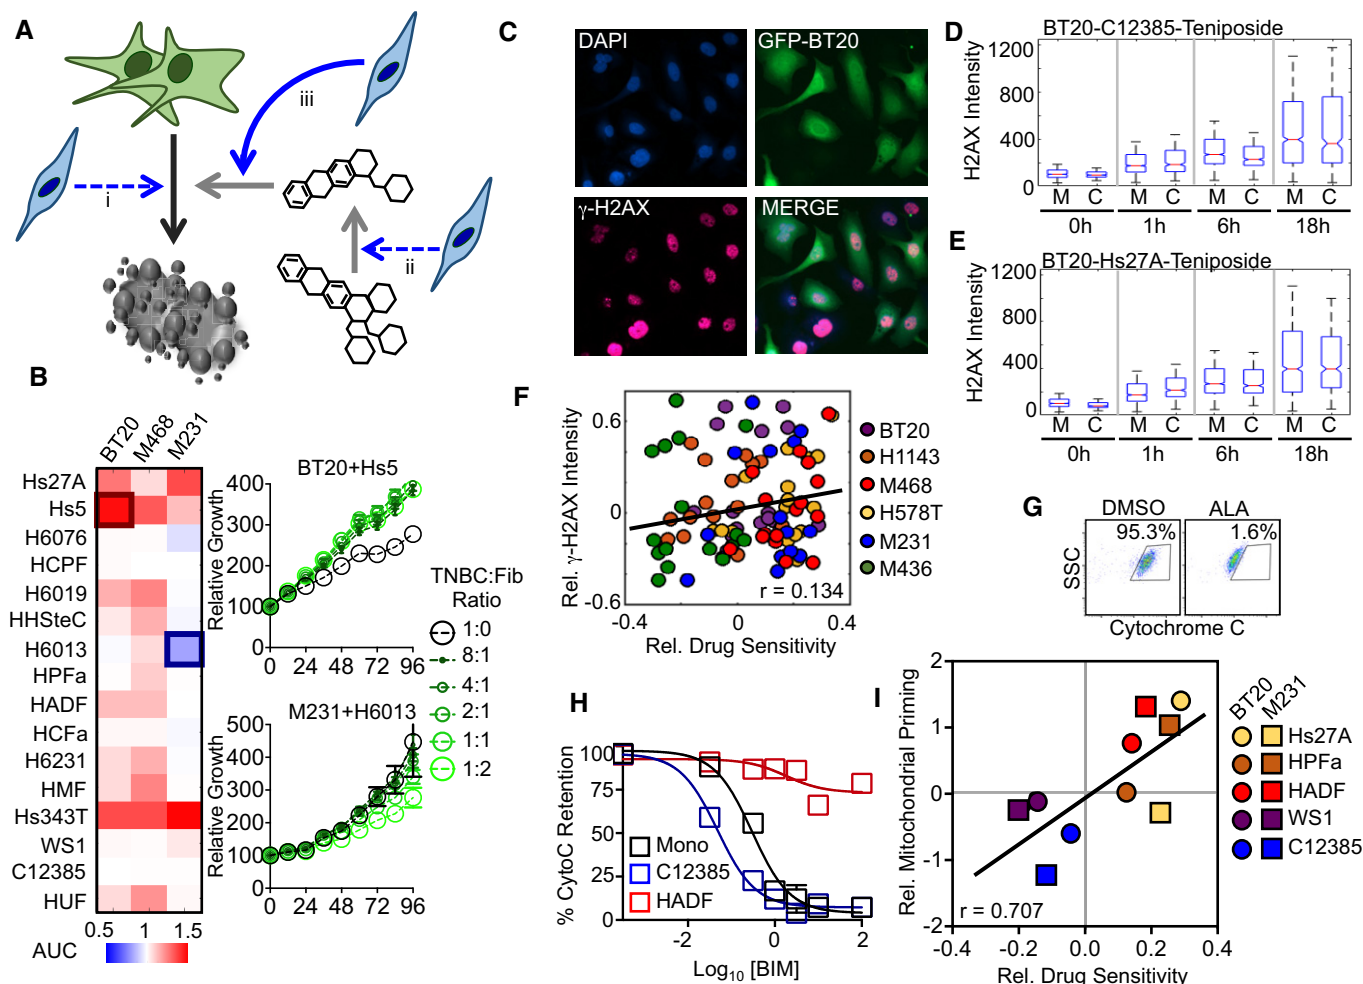 A
iii
i
ii
B
BT20
M468
M231
Hs27A
Hs5
H6076
HCPF
H6019
HHSteC
H6013
HPFa
HADF
HCFa
H6231
HMF
Hs343T
WS1
C12385
HUF
0.5
1
1.5
AUC
BT20+Hs5
Relative Growth
400
300
200
100
0
0 24 48 72 96
M231+H6013
Relative Growth
500
400
300
200
100
0
0 24 48 72 96
TNBC:Fib
Ratio
1:0
8:1
4:1
2:1
1:1
1:2
C
DAPI
GFP-BT20
γ-H2AX
MERGE
D
BT20-C12385-Teniposide
H2AX Intensity
1200
800
400
0
M C M C M C M C
0h 1h 6h 18h
E
BT20-Hs27A-Teniposide
H2AX Intensity
1200
800
400
0
M C M C M C M C
0h 1h 6h 18h
F
Rel. γ-H2AX Intensity
0.6
0
-0.6
r = 0.134
-0.4 0 0.4
Rel. Drug Sensitivity
BT20
H1143
M468
H578T
M231
M436
G
DMSO
ALA
95.3%
1.6%
SSC
Cytochrome C
H
% CytoC Retention
100
75
50
25
0
Mono
C12385
HADF
-2 0 2
Log10 [BIM]
I
Rel. Mitochondrial Priming
2
1
0
-1
-2
r = 0.707
-0.4 -0.2 0.0 0.2 0.4
Rel. Drug Sensitivity
BT20
M231
Hs27A
HPFa
HADF
WS1
C12385